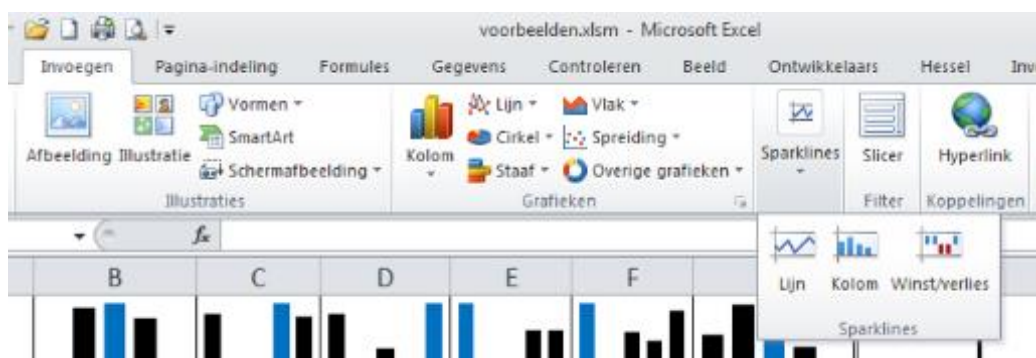 voorbeelden.xlsm - Microsoft Excel
Invoegen Pagina-indeling Formules Gegevens Controleren Beeld Ontwikkelaars Hessel
Vormen Lijn Vlak
SmartArt Cirkel Spreiding
Afbeelding Illustratie Schermafbeelding Kolom Staaf Overige grafieken Sparklines Slicer Hyperlink
Illustraties Grafieken Filter Koppelingen
fx
B C D E F
Lijn Kolom Winst/verlies
Sparklines